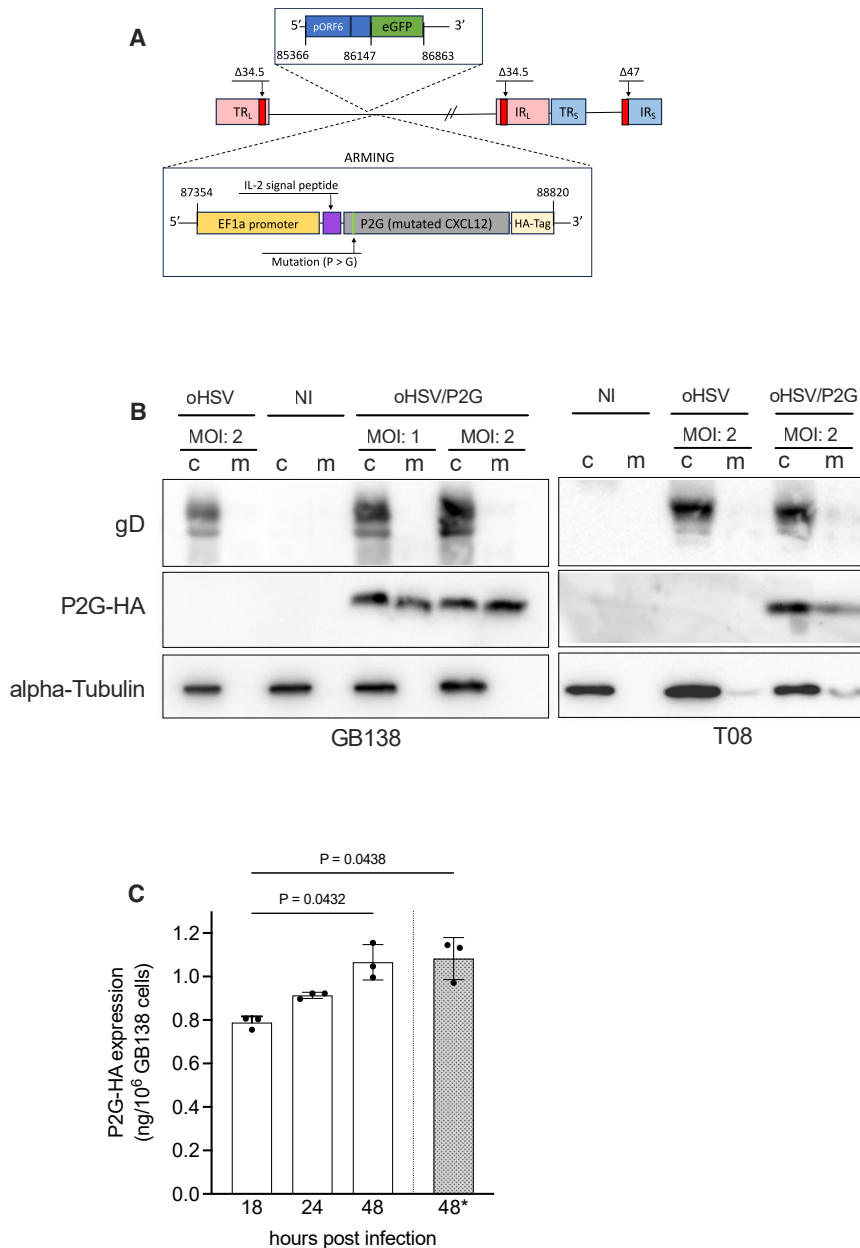 A
5' pORF6 eGFP 3'
85366 86147 86863
Δ34.5 Δ34.5 Δ47
TRL // IRL TRS IRS
ARMING
IL-2 signal peptide
87354 88820
5' EF1a promoter P2G (mutated CXCL12) HA-Tag 3'
Mutation (P > G)
B
oHSV NI oHSV/P2G NI oHSV oHSV/P2G
MOI: 2 MOI: 1 MOI: 2 MOI: 2 MOI: 2
c m c m c m c m c m c m c m
gD
P2G-HA
alpha-Tubulin
GB138 T08
P = 0.0438
C
P = 0.0432
P2G-HA expression
(ng/10⁶ GB138 cells)
1.2
1.0
0.8
0.6
0.4
0.2
0.0
18 24 48 48*
hours post infection